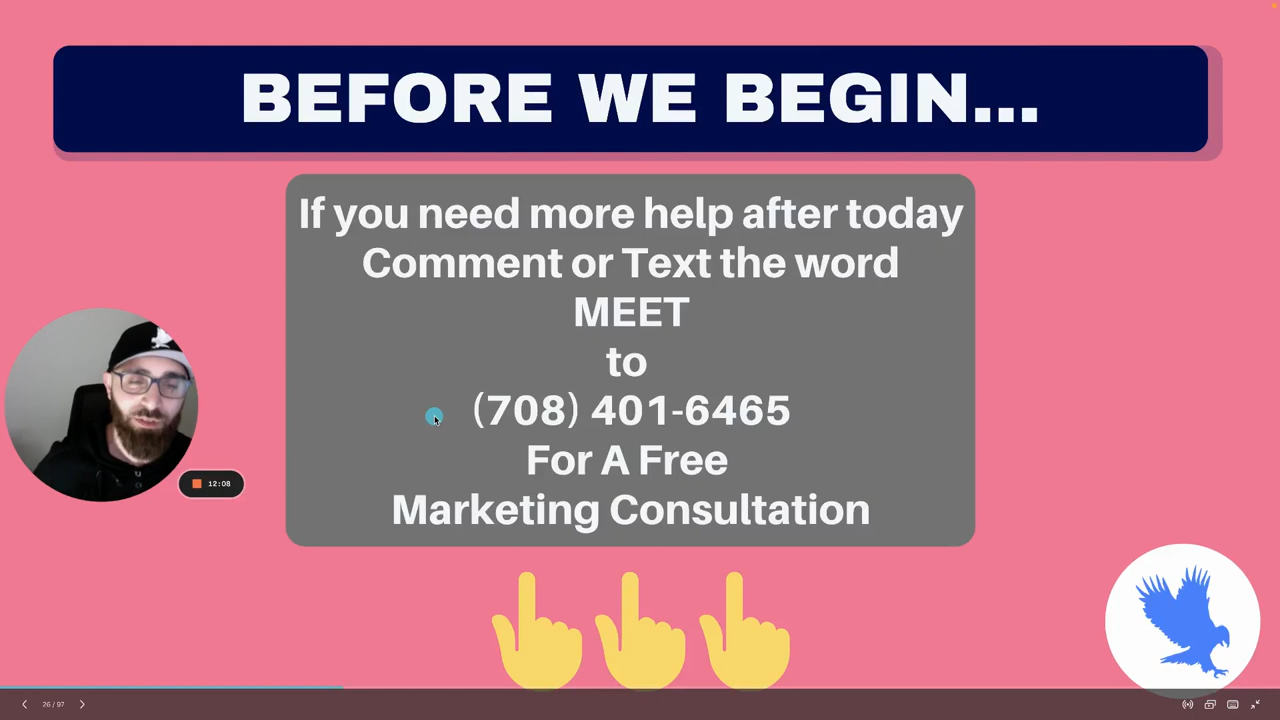 BEFORE WE BEGIN...
If you need more help after today
Comment or Text the word
MEET
to
(708) 401-6465
For A Free
Marketing Consultation
12:08
26 / 97